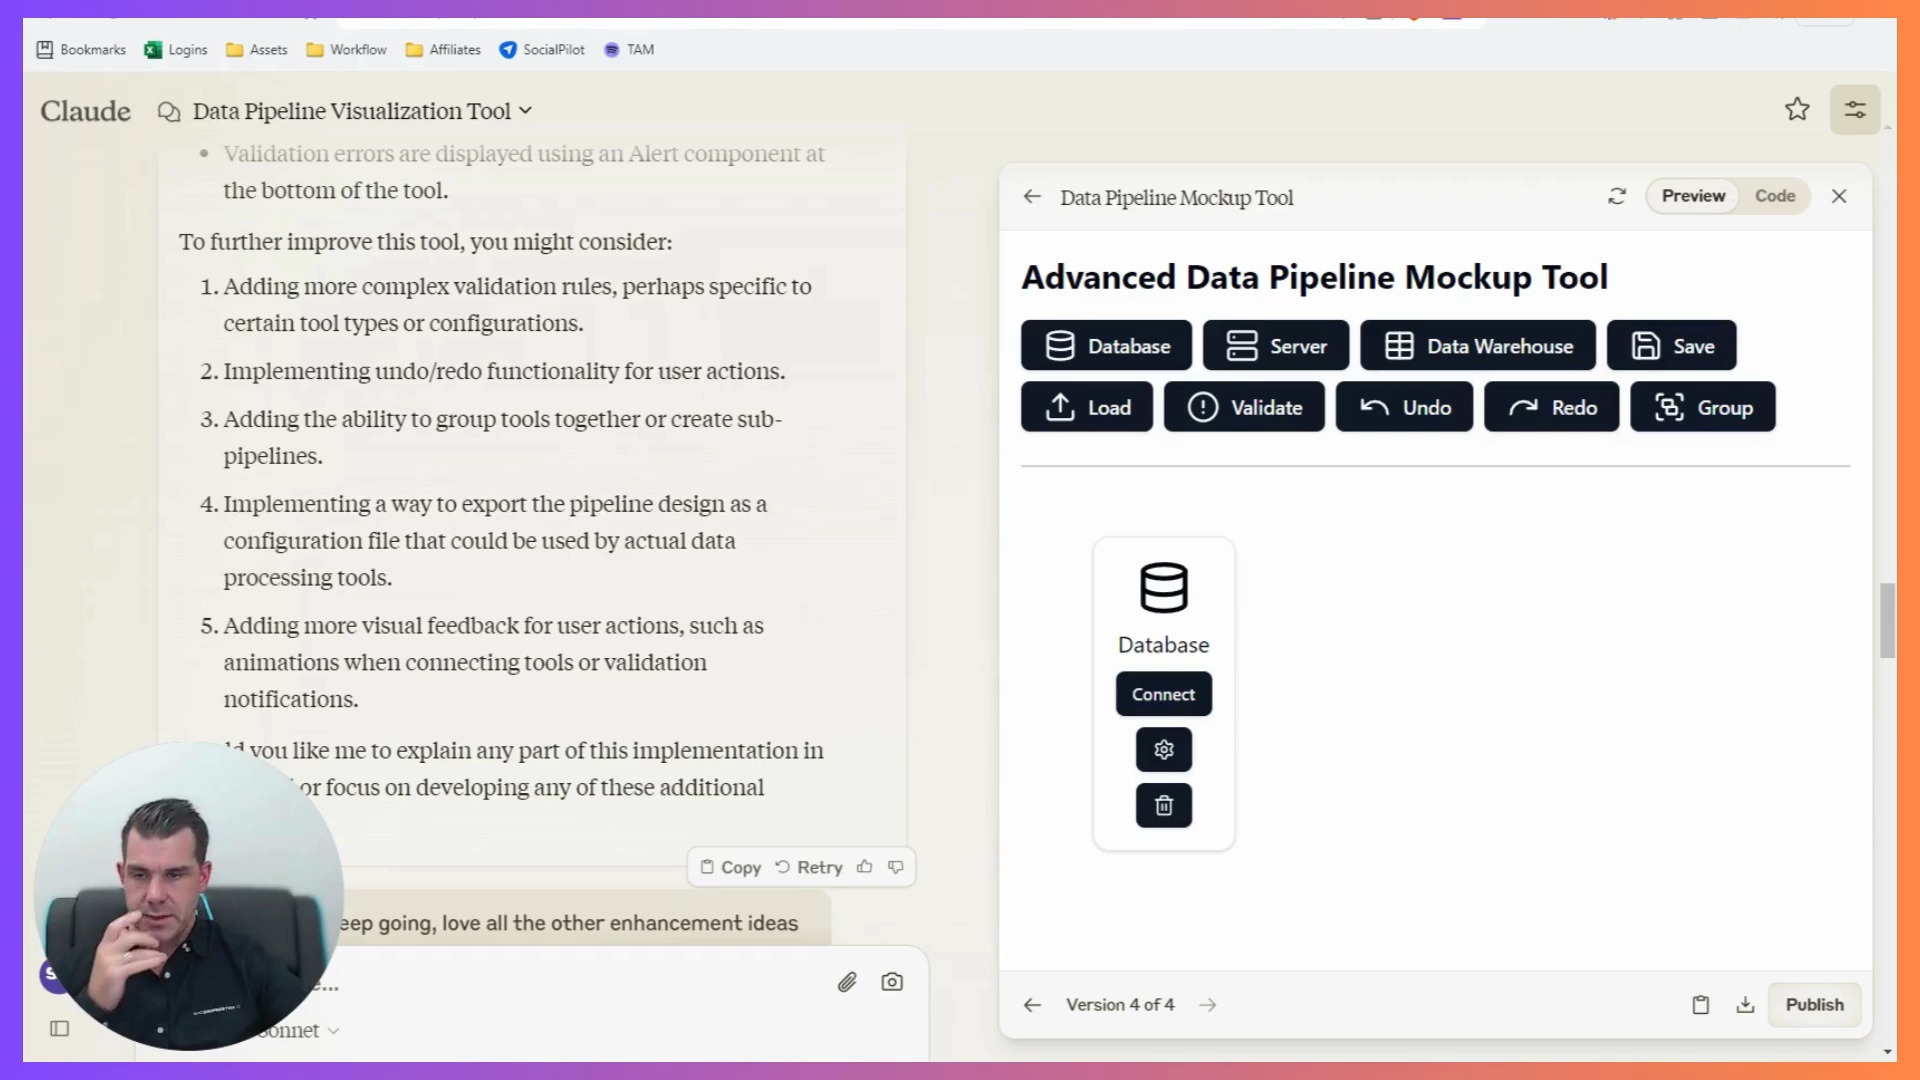 Bookmarks Logins Assets Workflow Affiliates SocialPilot TAM
Claude Data Pipeline Visualization Tool
• Validation errors are displayed using an Alert component at
the bottom of the tool.
To further improve this tool, you might consider:
1. Adding more complex validation rules, perhaps specific to
certain tool types or configurations.
2. Implementing undo/redo functionality for user actions.
3. Adding the ability to group tools together or create sub-
pipelines.
4. Implementing a way to export the pipeline design as a
configuration file that could be used by actual data
processing tools.
5. Adding more visual feedback for user actions, such as
animations when connecting tools or validation
notifications.
you like me to explain any part of this implementation in
or focus on developing any of these additional
Copy Retry
going, love all the other enhancement ideas
Data Pipeline Mockup Tool
Preview Code
Advanced Data Pipeline Mockup Tool
Database Server Data Warehouse Save
Load Validate Undo Redo Group
Database
Connect
Version 4 of 4
Publish